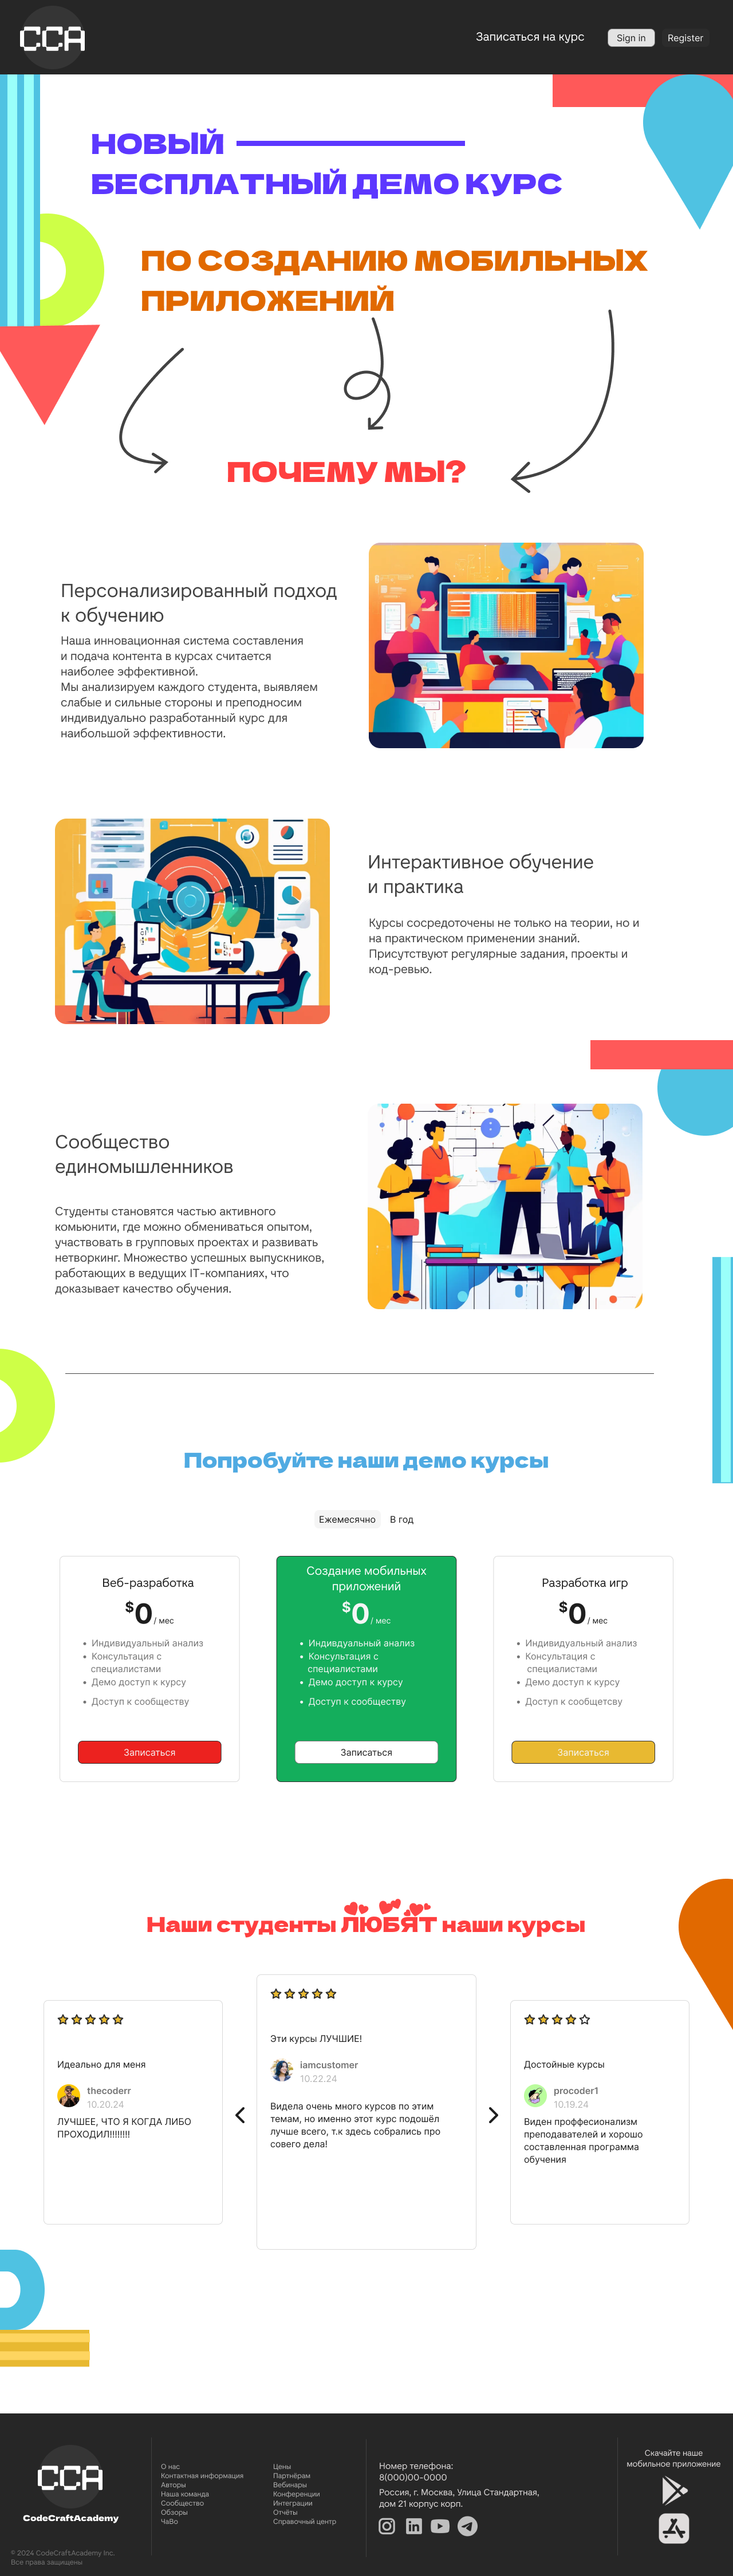 CCA
Записаться на курс
Sign in
Register
НОВЫЙ
БЕСПЛАТНЫЙ ДЕМО КУРС
ПО СОЗДАНИЮ МОБИЛЬНЫХ
ПРИЛОЖЕНИЙ
ПОЧЕМУ МЫ?
Персонализированный подход
к обучению
Наша инновационная система составления
и подача контента в курсах считается
наиболее эффективной.
Мы анализируем каждого студента, выявляем
слабые и сильные стороны и преподносим
индивидуально разработанный курс для
наибольшой эффективности.
Интерактивное обучение
и практика
Курсы сосредоточены не только на теории, но и
на практическом применении знаний.
Присутствуют регулярные задания, проекты и
код-ревью.
Сообщество
единомышленников
Студенты становятся частью активного
комьюнити, где можно обмениваться опытом,
участвовать в групповых проектах и развивать
нетворкинг. Множество успешных выпускников,
работающих в ведущих IT-компаниях, что
доказывает качество обучения.
Попробуйте наши демо курсы
Ежемесячно
В год
Веб-разработка
$0 / мес
• Индивидуальный анализ
• Консультация с
специалистами
• Демо доступ к курсу
• Доступ к сообществу
Записаться
Создание мобильных
приложений
$0 / мес
• Индивдуальный анализ
• Консультация с
специалистами
• Демо доступ к курсу
• Доступ к сообществу
Записаться
Разработка игр
$0 / мес
• Индивидуальный анализ
• Консультация с
специалистами
• Демо доступ к курсу
• Доступ к сообщетсву
Записаться
Наши студенты ЛЮБЯТ наши курсы
Идеально для меня
thecoderr
10.20.24
ЛУЧШЕЕ, ЧТО Я КОГДА ЛИБО
ПРОХОДИЛ!!!!!!!!
Эти курсы ЛУЧШИЕ!
iamcustomer
10.22.24
Видела очень много курсов по этим
темам, но именно этот курс подошёл
лучше всего, т.к здесь собрались про
совего дела!
Достойные курсы
procoder1
10.19.24
Виден проффесионализм
преподавателей и хорошо
составленная программа
обучения
CCA
CodeCraftAcademy
© 2024 CodeCraftAcademy Inc.
Все права защищены
О нас
Контактная информация
Авторы
Наша команда
Сообщество
Обзоры
ЧаВо
Цены
Партнёрам
Вебинары
Конференции
Интеграции
Отчёты
Справочный центр
Номер телефона:
8(000)00-0000
Россия, г. Москва, Улица Стандартная,
дом 21 корпус корп.
Скачайте наше
мобильное приложение